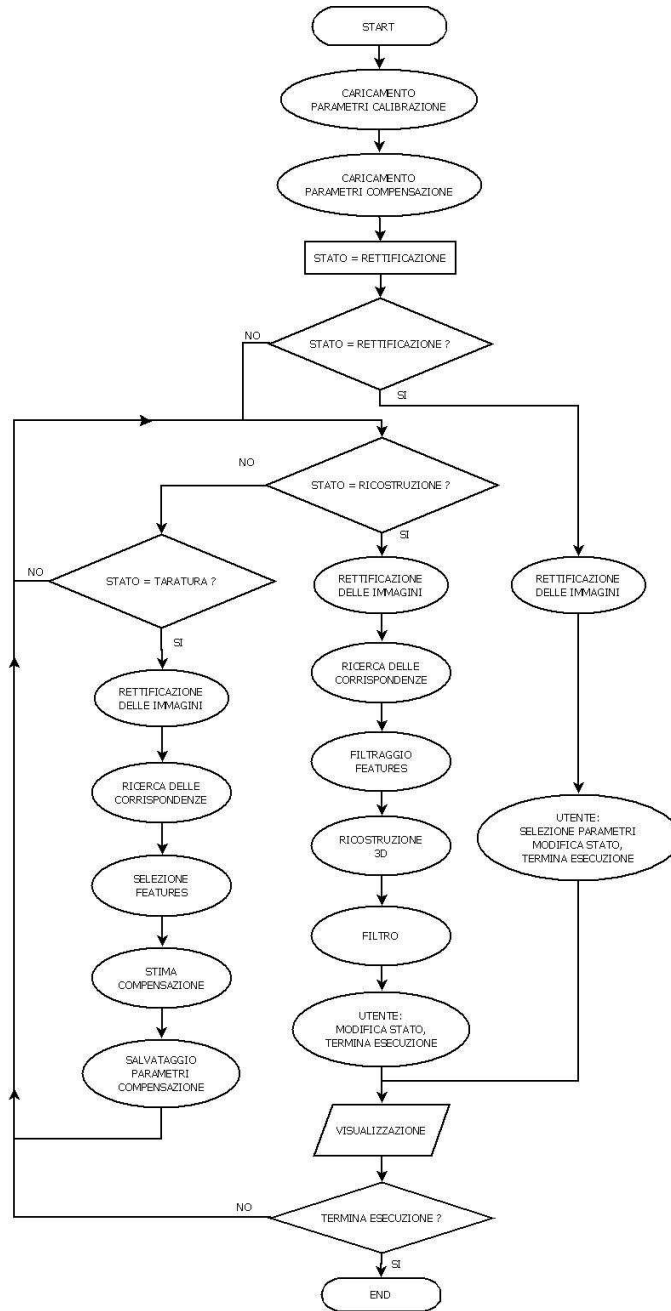 START
CARICAMENTO
PARAMETRI CALIBRAZIONE
CARICAMENTO
PARAMETRI COMPENSAZIONE
STATO = RETTIFICAZIONE
STATO = RETTIFICAZIONE ?
NO
SI
STATO = RICOSTRUZIONE ?
NO
SI
STATO = TARATURA ?
NO
SI
RETTIFICAZIONE
DELLE IMMAGINI
RICERCA DELLE
CORRISPONDENZE
SELEZIONE
FEATURES
STIMA
COMPENSAZIONE
SALVATAGGIO
PARAMETRI
COMPENSAZIONE
RETTIFICAZIONE
DELLE IMMAGINI
RICERCA DELLE
CORRISPONDENZE
FILTRAGGIO
FEATURES
RICOSTRUZIONE
3D
FILTRO
UTENTE:
MODIFICA STATO,
TERMINA ESECUZIONE
RETTIFICAZIONE
DELLE IMMAGINI
UTENTE:
SELEZIONE PARAMETRI
MODIFICA STATO,
TERMINA ESECUZIONE
VISUALIZZAZIONE
TERMINA ESECUZIONE ?
NO
SI
END